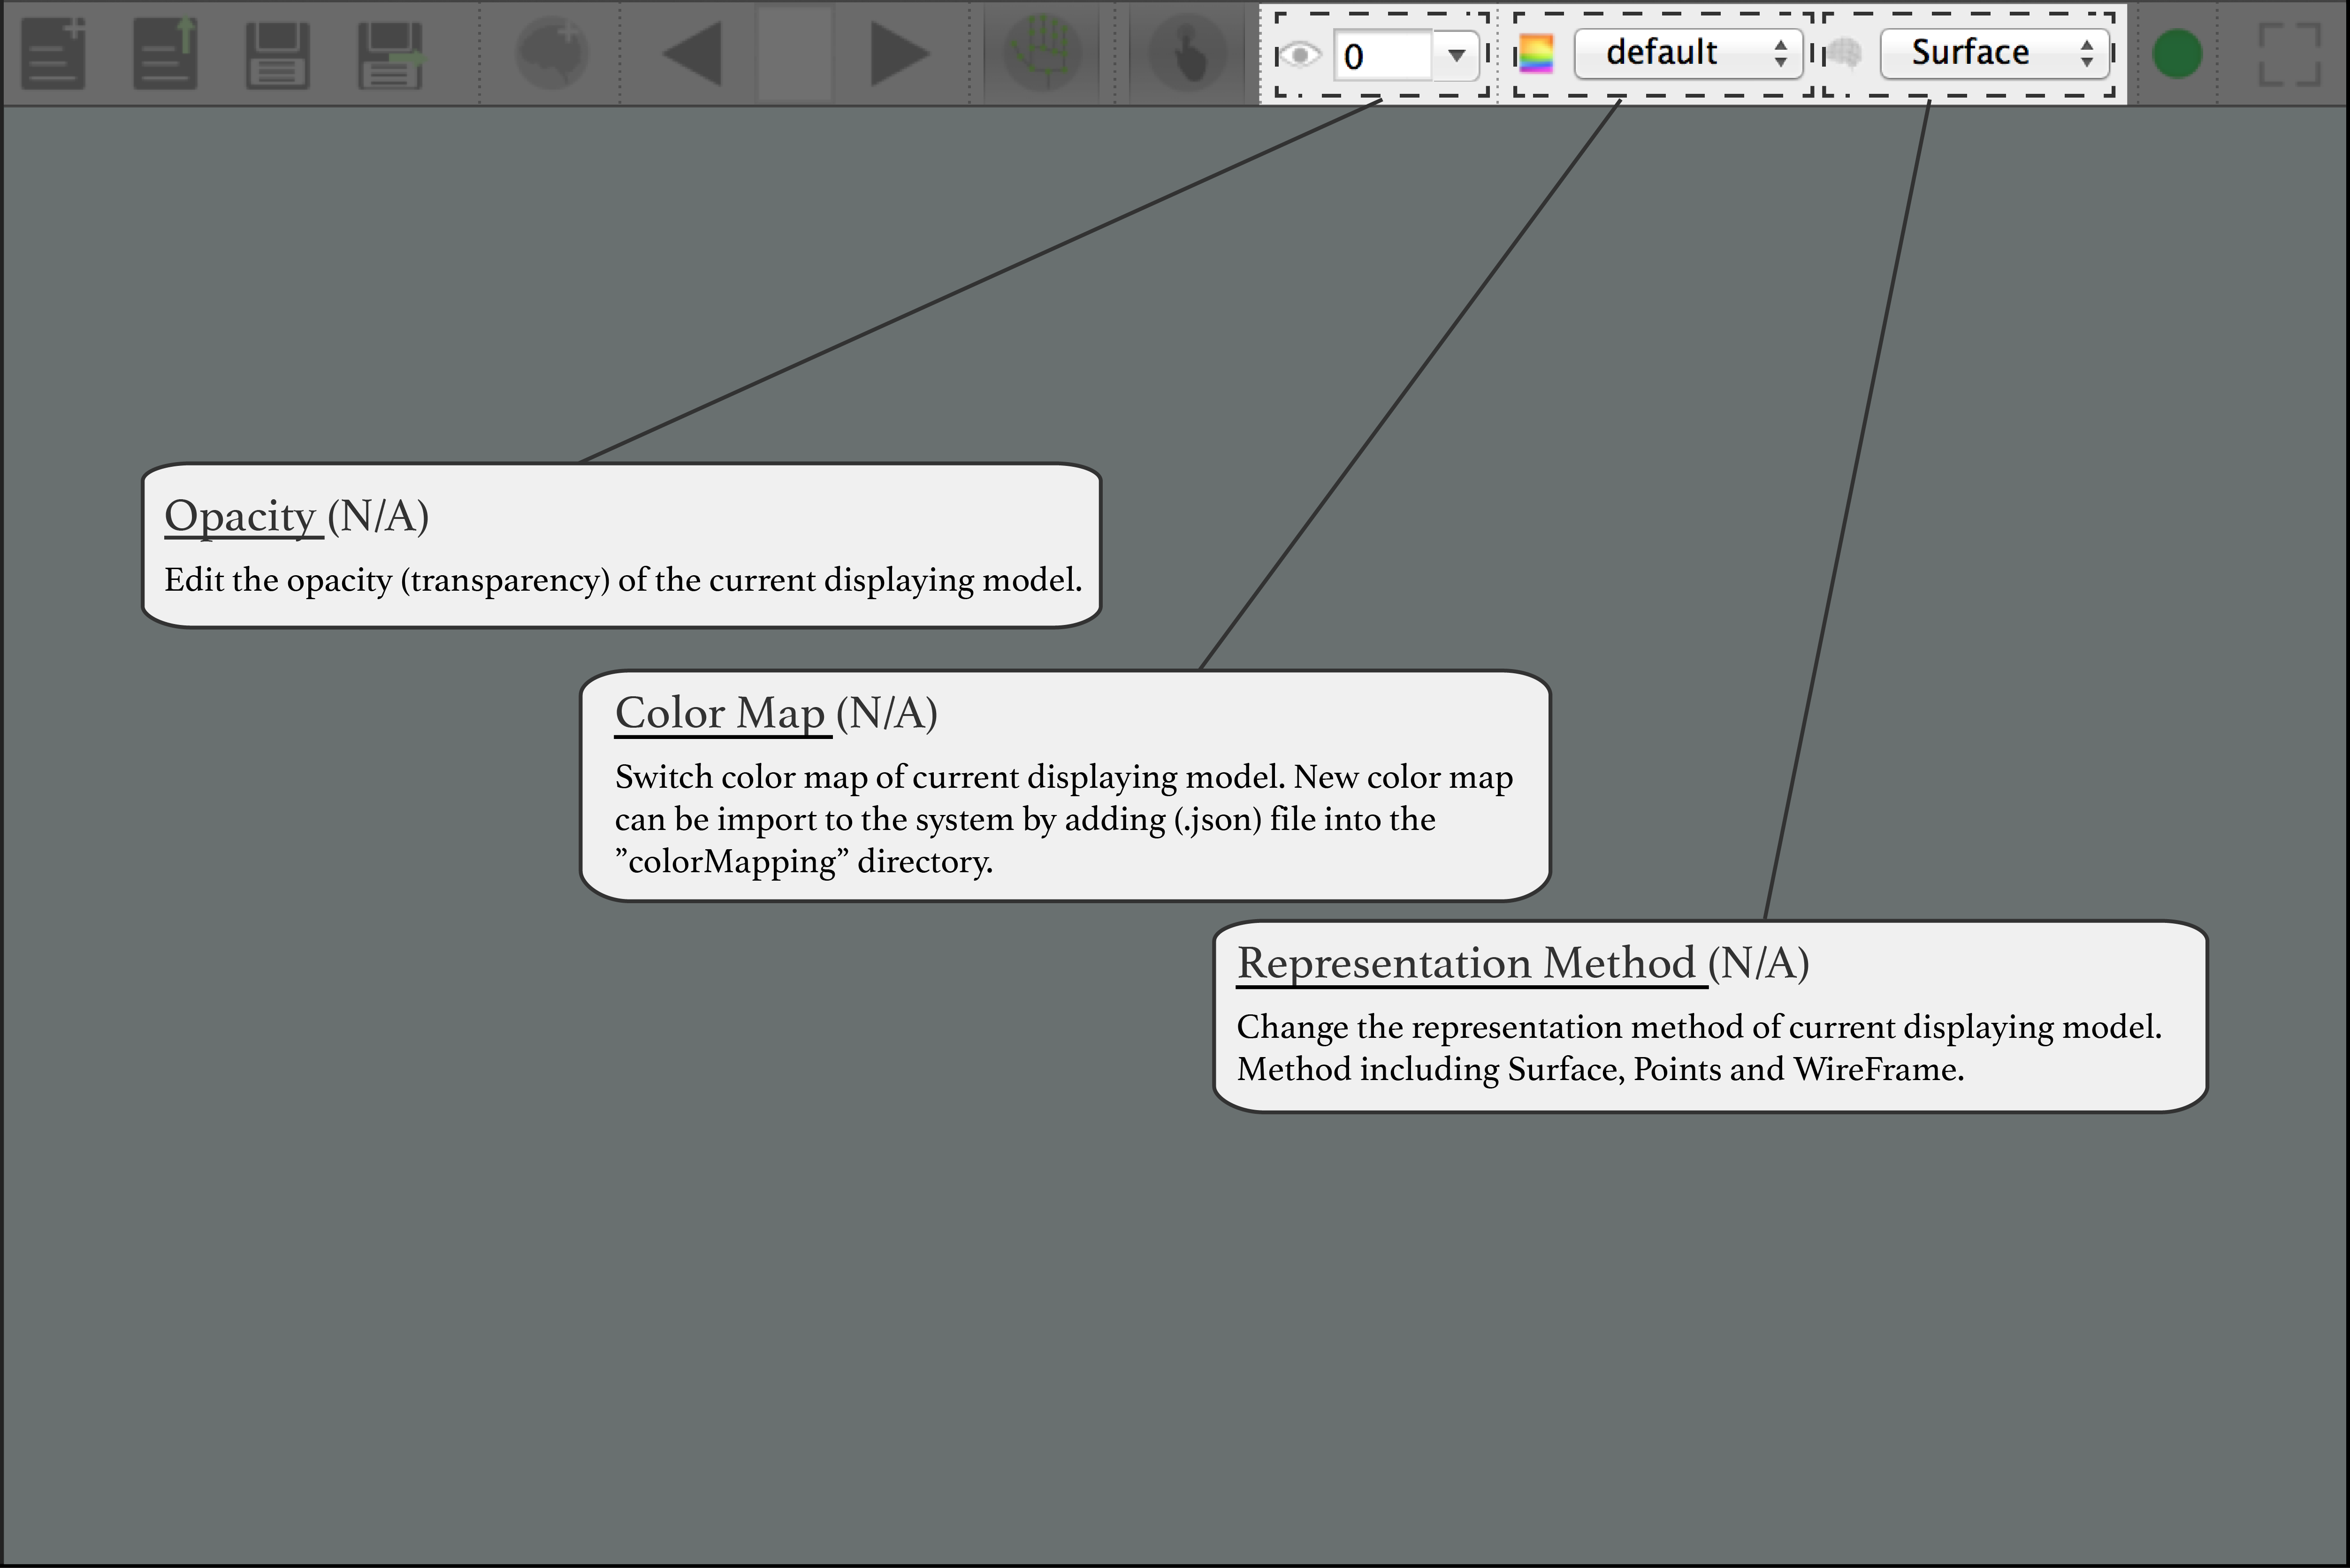 0
default
Surface
Opacity (N/A)
Edit the opacity (transparency) of the current displaying model.
Color Map (N/A)
Switch color map of current displaying model. New color map
can be import to the system by adding (.json) file into the
”colorMapping” directory.
Representation Method (N/A)
Change the representation method of current displaying model.
Method including Surface, Points and WireFrame.